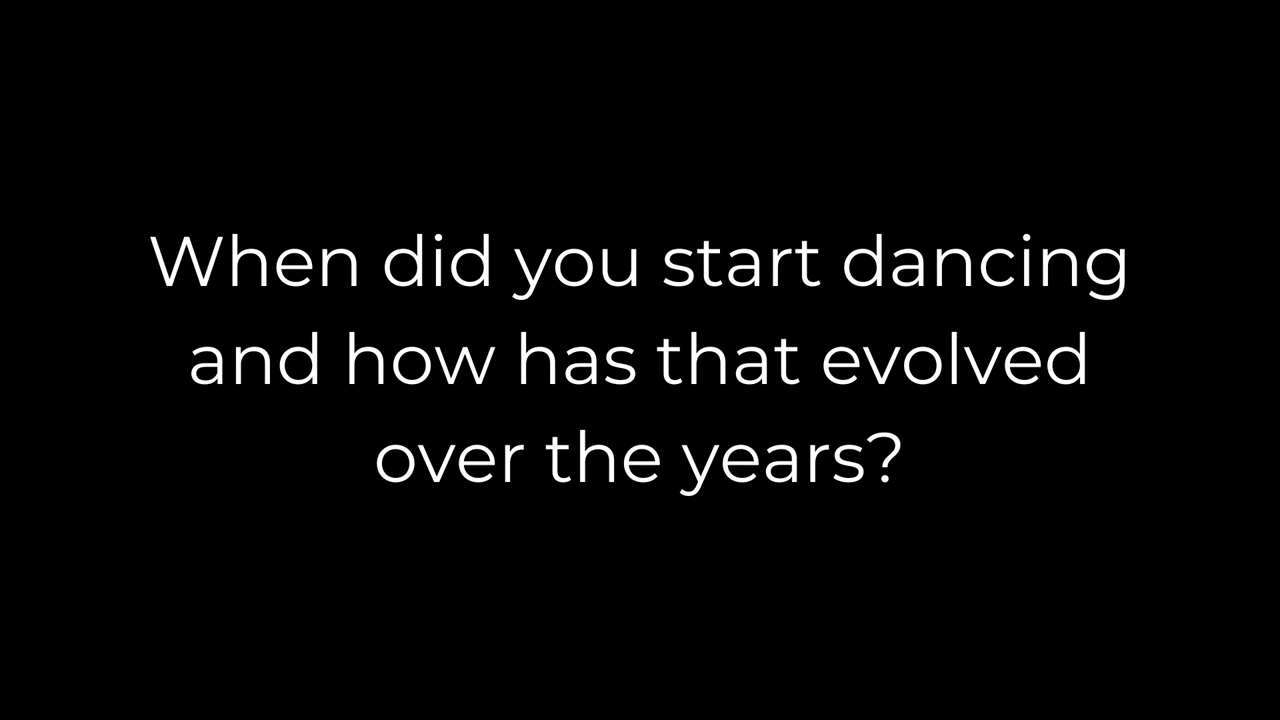 When did you start dancing
and how has that evolved
over the years?